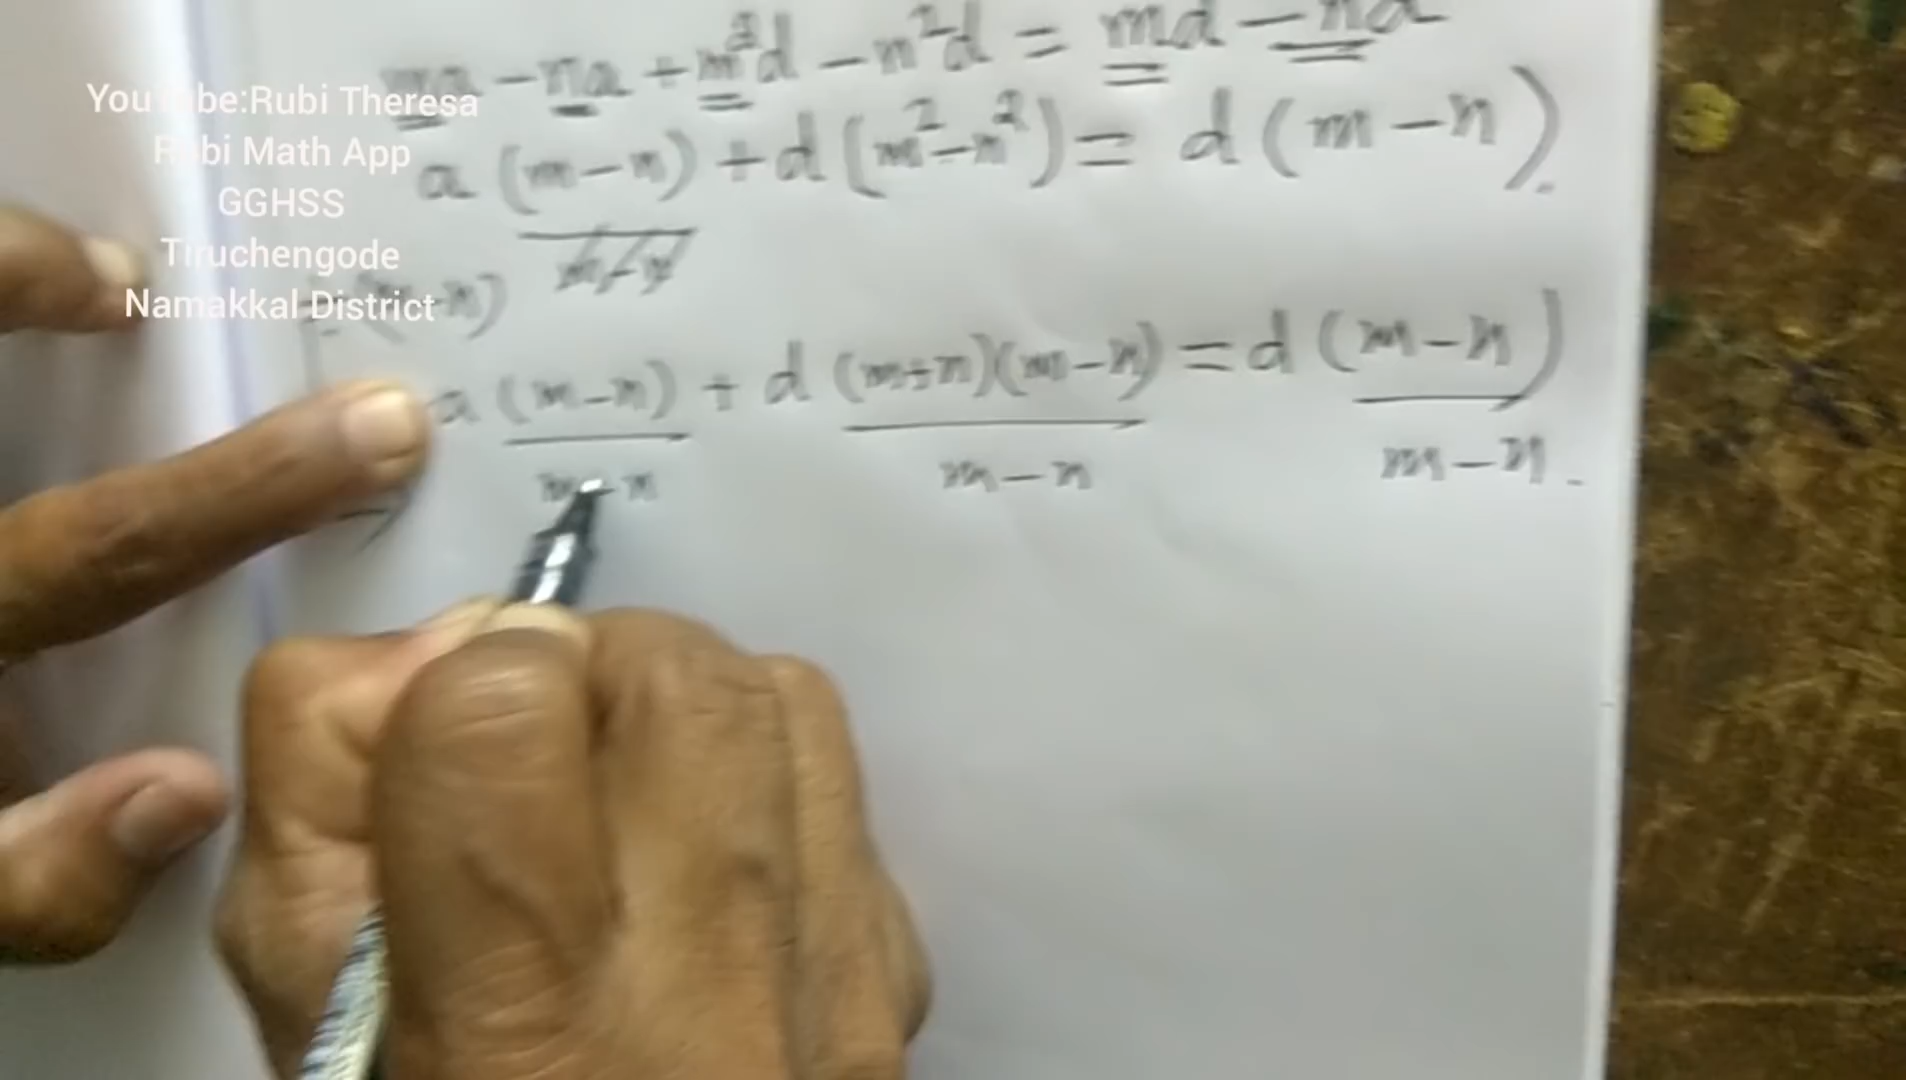 ma - na + m²d - n²d = md - nd
YouTube:Rubi Theresa
Rubi Math App
a (m-n) + d (m²-n²) = d (m-n).
GGHSS
m-n
Tiruchengode
÷ (m-n)
Namakkal District
a (m-n) + d (m+n)(m-n) = d (m-n)
m-n m-n m-n.